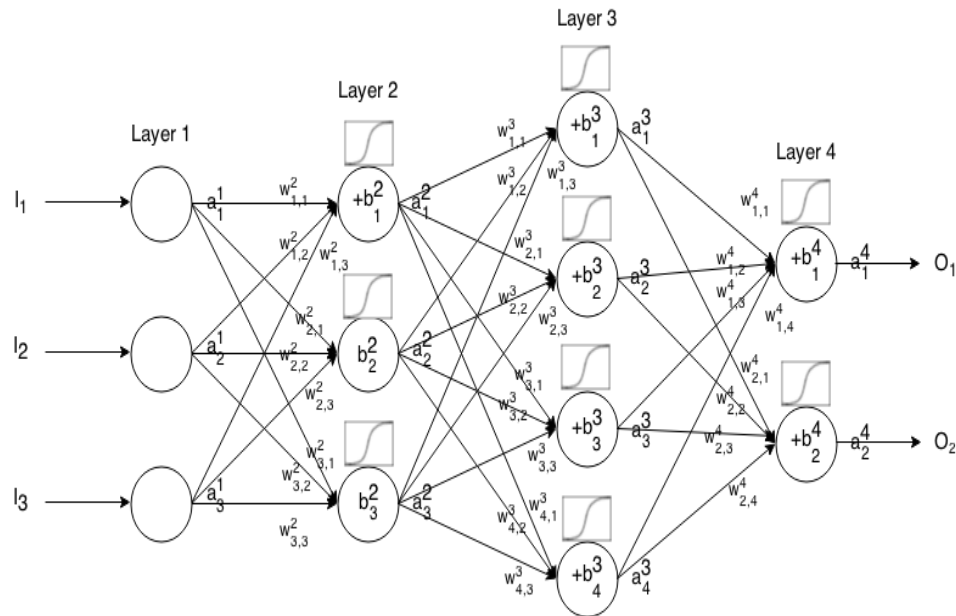 Layer 3
Layer 2
Layer 1
Layer 4
I₁
I₂
I₃
a¹₁
a¹₂
a¹₃
w²₁,₁
w²₁,₂
w²₁,₃
w²₂,₁
w²₂,₂
w²₂,₃
w²₃,₁
w²₃,₂
w²₃,₃
+b²₁
b²₂
b²₃
a²₁
a²₂
a²₃
w³₁,₁
w³₁,₂
w³₁,₃
w³₂,₁
w³₂,₂
w³₂,₃
w³₃,₁
w³₃,₂
w³₃,₃
w³₄,₁
w³₄,₂
w³₄,₃
+b³₁
+b³₂
+b³₃
+b³₄
a³₁
a³₂
a³₃
a³₄
w⁴₁,₁
w⁴₁,₂
w⁴₁,₃
w⁴₁,₄
w⁴₂,₁
w⁴₂,₂
w⁴₂,₃
w⁴₂,₄
+b⁴₁
+b⁴₂
a⁴₁
a⁴₂
O₁
O₂